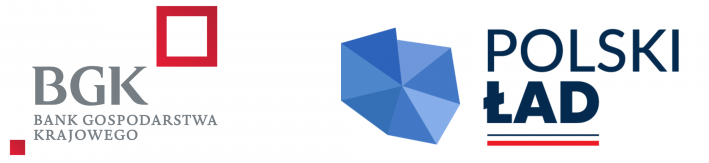 BGK
BANK GOSPODARSTWA
KRAJOWEGO
POLSKI
ŁAD